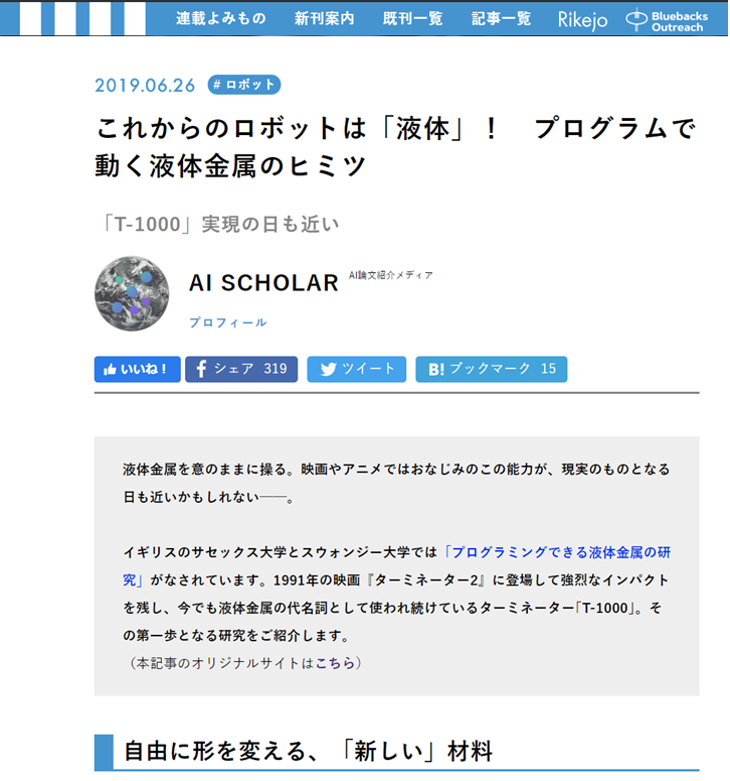 連載よみもの 新刊案内 既刊一覧 記事一覧 Rikejo Bluebacks Outreach
2019.06.26 # ロボット
これからのロボットは「液体」！　プログラムで
動く液体金属のヒミツ
「T-1000」実現の日も近い
AI SCHOLAR AI論文紹介メディア
プロフィール
いいね！ シェア 319 ツイート B! ブックマーク 15
液体金属を意のままに操る。映画やアニメではおなじみのこの能力が、現実のものとなる
日も近いかもしれない──。
イギリスのサセックス大学とスウォンジー大学では「プログラミングできる液体金属の研
究」がなされています。1991年の映画『ターミネーター2』に登場して強烈なインパクト
を残し、今でも液体金属の代名詞として使われ続けているターミネーター「T-1000」。そ
の第一歩となる研究をご紹介します。
（本記事のオリジナルサイトはこちら）
自由に形を変える、「新しい」材料